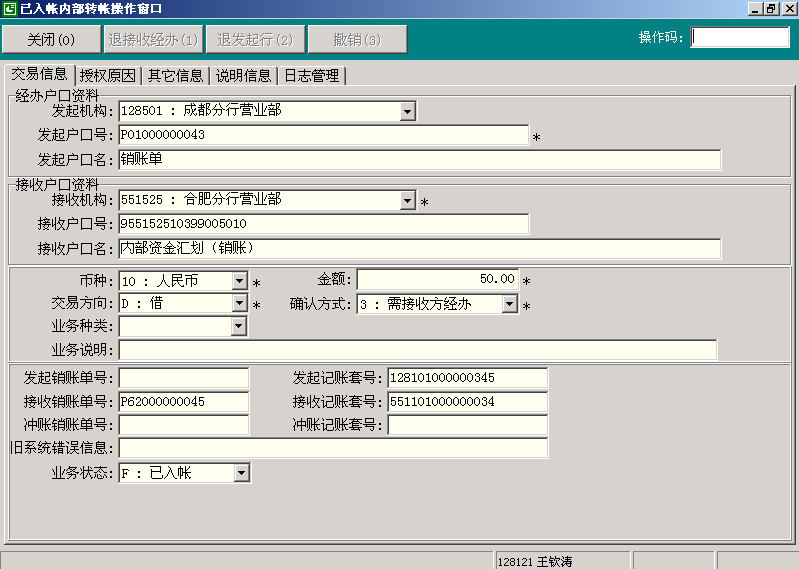 已入帐内部转帐操作窗口
关闭(0) 退接收经办(1) 退发起行(2) 撤销(3) 操作码:
交易信息 授权原因 其它信息 说明信息 日志管理
经办户口资料
发起机构: 128501 : 成都分行营业部
发起户口号: P01000000043 *
发起户口名: 销账单
接收户口资料
接收机构: 551525 : 合肥分行营业部 *
接收户口号: 955152510399005010
接收户口名: 内部资金汇划（销账）
币种: 10 : 人民币 * 金额: 50.00 *
交易方向: D : 借 * 确认方式: 3 : 需接收方经办 *
业务种类:
业务说明:
发起销账单号: 发起记账套号: 128101000000345
接收销账单号: P62000000045 接收记账套号: 551101000000034
冲账销账单号: 冲账记账套号:
旧系统错误信息:
业务状态: F : 已入帐
128121 王钦涛